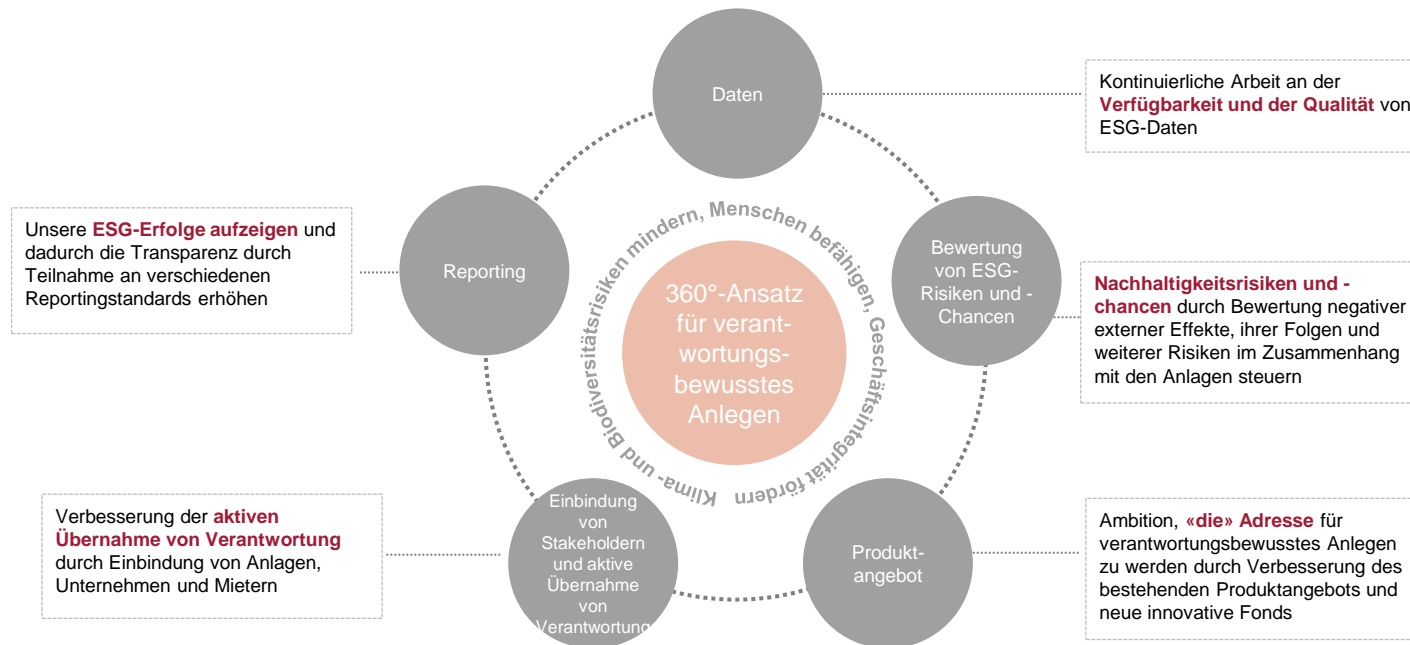 Daten
Kontinuierliche Arbeit an der
Verfügbarkeit und der Qualität von
ESG-Daten
Reporting
Unsere ESG-Erfolge aufzeigen und
dadurch die Transparenz durch
Teilnahme an verschiedenen
Reportingstandards erhöhen
Klima- und Biodiversitätsrisiken mindern, Menschen befähigen, Geschäftsintegrität fördern
360°-Ansatz
für verant-
wortungs-
bewusstes
Anlegen
Bewertung
von ESG-
Risiken und -
Chancen
Nachhaltigkeitsrisiken und -
chancen durch Bewertung negativer
externer Effekte, ihrer Folgen und
weiterer Risiken im Zusammenhang
mit den Anlagen steuern
Verbesserung der aktiven
Übernahme von Verantwortung
durch Einbindung von Anlagen,
Unternehmen und Mietern
Einbindung
von
Stakeholdern
und aktive
Übernahme
von
Verantwortung
Produkt-
angebot
Ambition, «die» Adresse für
verantwortungsbewusstes Anlegen
zu werden durch Verbesserung des
bestehenden Produktangebots und
neue innovative Fonds